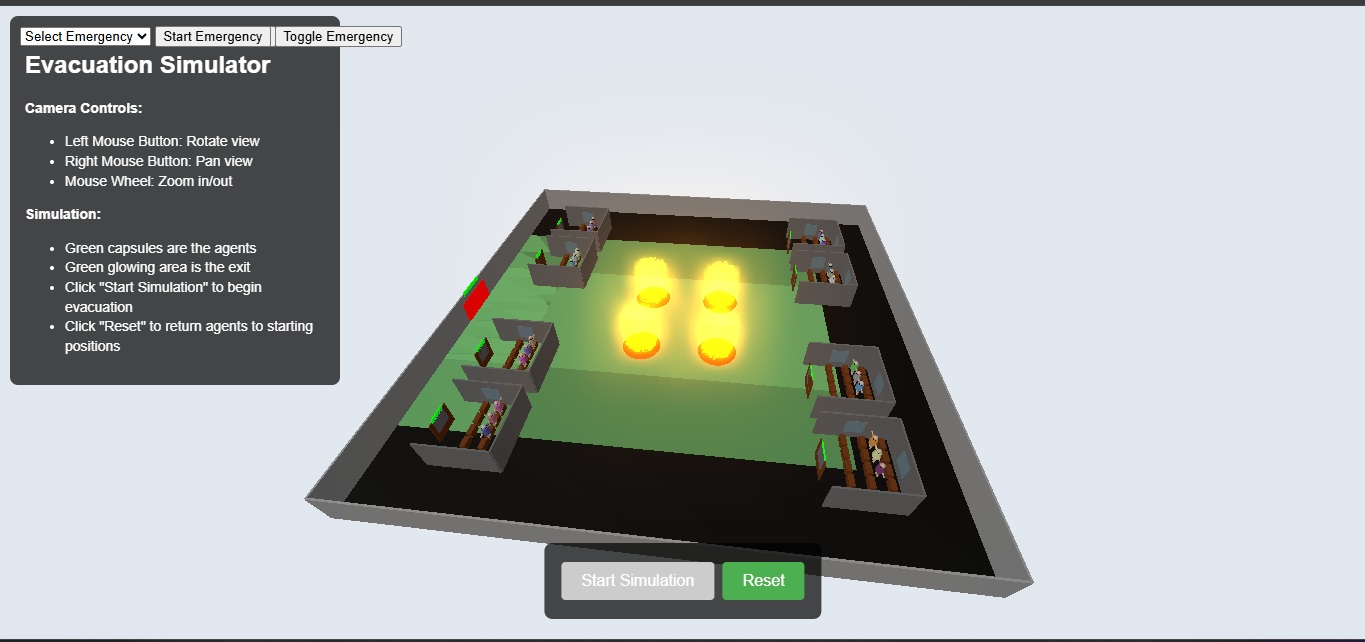 Select Emergency Start Emergency Toggle Emergency
Evacuation Simulator
Camera Controls:
Left Mouse Button: Rotate view
Right Mouse Button: Pan view
Mouse Wheel: Zoom in/out
Simulation:
Green capsules are the agents
Green glowing area is the exit
Click "Start Simulation" to begin
evacuation
Click "Reset" to return agents to starting
positions
Start Simulation Reset